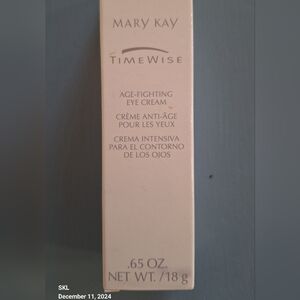 MARY KAY
TIMEWISE
AGE-FIGHTING
EYE CREAM
CRÈME ANTI-ÂGE
POUR LES YEUX
CREMA INTENSIVA
PARA EL CONTORNO
DE LOS OJOS
.65 OZ.
NET WT. / 18 g
SKL
December 11, 2024